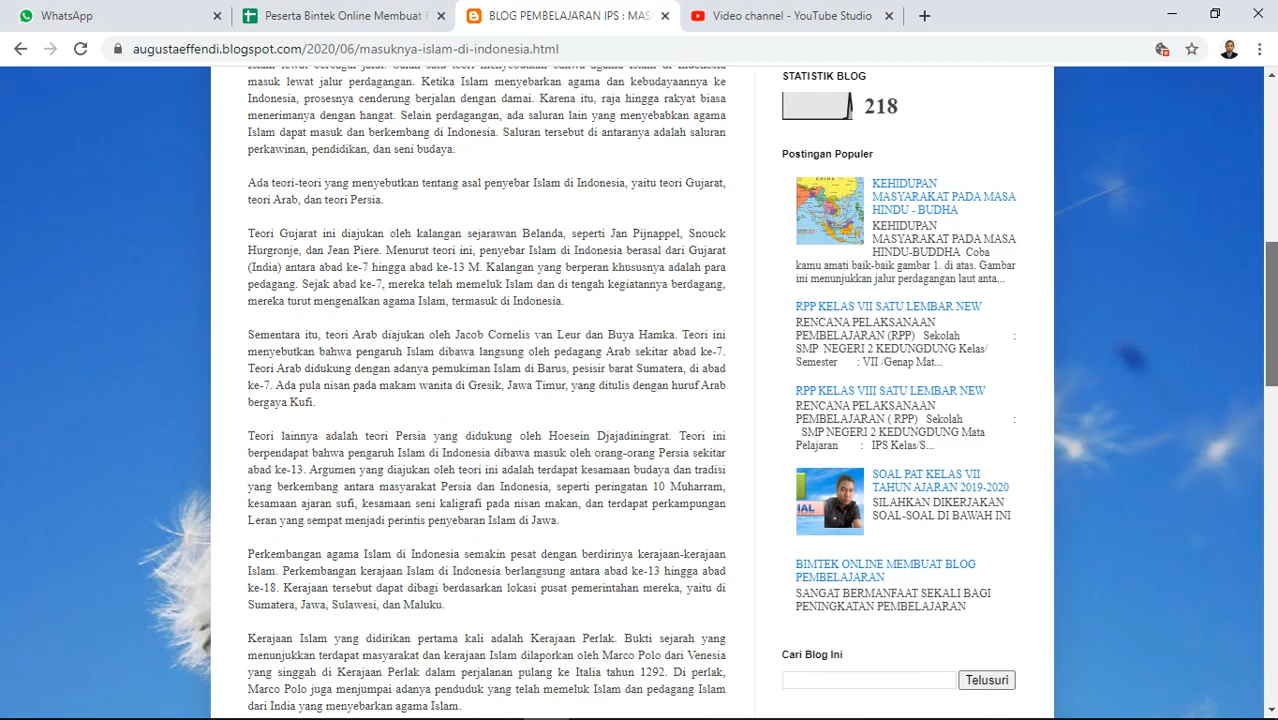 WhatsApp
Peserta Bintek Online Membuat B
BLOG PEMBELAJARAN IPS : MAS
Video channel - YouTube Studio
augustaeffendi.blogspot.com/2020/06/masuknya-islam-di-indonesia.html
masuk lewat jalur perdagangan. Ketika Islam menyebarkan agama dan kebudayaannya ke
Indonesia, prosesnya cenderung berjalan dengan damai. Karena itu, raja hingga rakyat biasa
menerimanya dengan hangat. Selain perdagangan, ada saluran lain yang menyebabkan agama
Islam dapat masuk dan berkembang di Indonesia. Saluran tersebut di antaranya adalah saluran
perkawinan, pendidikan, dan seni budaya.
Ada teori-teori yang menyebutkan tentang asal penyebar Islam di Indonesia, yaitu teori Gujarat,
teori Arab, dan teori Persia.
Teori Gujarat ini diajukan oleh kalangan sejarawan Belanda, seperti Jan Pijnappel, Snouck
Hurgronje, dan Jean Piere. Menurut teori ini, penyebar Islam di Indonesia berasal dari Gujarat
(India) antara abad ke-7 hingga abad ke-13 M. Kalangan yang berperan khususnya adalah para
pedagang. Sejak abad ke-7, mereka telah memeluk Islam dan di tengah kegiatannya berdagang,
mereka turut mengenalkan agama Islam, termasuk di Indonesia.
Sementara itu, teori Arab diajukan oleh Jacob Cornelis van Leur dan Buya Hamka. Teori ini
menyebutkan bahwa pengaruh Islam dibawa langsung oleh pedagang Arab sekitar abad ke-7.
Teori Arab didukung dengan adanya pemukiman Islam di Barus, pesisir barat Sumatera, di abad
ke-7. Ada pula nisan pada makam wanita di Gresik, Jawa Timur, yang ditulis dengan huruf Arab
bergaya Kufi.
Teori lainnya adalah teori Persia yang didukung oleh Hoesein Djajadiningrat. Teori ini
berpendapat bahwa pengaruh Islam di Indonesia dibawa masuk oleh orang-orang Persia sekitar
abad ke-13. Argumen yang diajukan oleh teori ini adalah terdapat kesamaan budaya dan tradisi
yang berkembang antara masyarakat Persia dan Indonesia, seperti peringatan 10 Muharram,
kesamaan ajaran sufi, kesamaan seni kaligrafi pada nisan makan, dan terdapat perkampungan
Leran yang sempat menjadi perintis penyebaran Islam di Jawa.
Perkembangan agama Islam di Indonesia semakin pesat dengan berdirinya kerajaan-kerajaan
Islam. Perkembangan kerajaan Islam di Indonesia berlangsung antara abad ke-13 hingga abad
ke-18. Kerajaan tersebut dapat dibagi berdasarkan lokasi pusat pemerintahan mereka, yaitu di
Sumatera, Jawa, Sulawesi, dan Maluku.
Kerajaan Islam yang didirikan pertama kali adalah Kerajaan Perlak. Bukti sejarah yang
menunjukkan terdapat masyarakat dan kerajaan Islam dilaporkan oleh Marco Polo dari Venesia
yang singgah di Kerajaan Perlak dalam perjalanan pulang ke Italia tahun 1292. Di perlak,
Marco Polo juga menjumpai adanya penduduk yang telah memeluk Islam dan pedagang Islam
dari India yang menyebarkan agama Islam.
STATISTIK BLOG
218
Postingan Populer
CHINA
KEHIDUPAN
MASYARAKAT PADA MASA
HINDU - BUDHA
KEHIDUPAN
MASYARAKAT PADA MASA
HINDU-BUDDHA Coba
kamu amati baik-baik gambar 1. di atas. Gambar
ini menunjukkan jalur perdagangan laut anta...
RPP KELAS VII SATU LEMBAR NEW
RENCANA PELAKSANAAN
PEMBELAJARAN (RPP) Sekolah :
SMP NEGERI 2 KEDUNGDUNG Kelas/
Semester : VII /Genap Mat...
RPP KELAS VIII SATU LEMBAR NEW
RENCANA PELAKSANAAN
PEMBELAJARAN ( RPP) Sekolah :
SMP NEGERI 2 KEDUNGDUNG Mata
Pelajaran : IPS Kelas/S...
SOAL PAT KELAS VII
TAHUN AJARAN 2019-2020
SILAHKAN DIKERJAKAN
SOAL-SOAL DI BAWAH INI
BIMTEK ONLINE MEMBUAT BLOG
PEMBELAJARAN
SANGAT BERMANFAAT SEKALI BAGI
PENINGKATAN PEMBELAJARAN
Cari Blog Ini
Telusuri